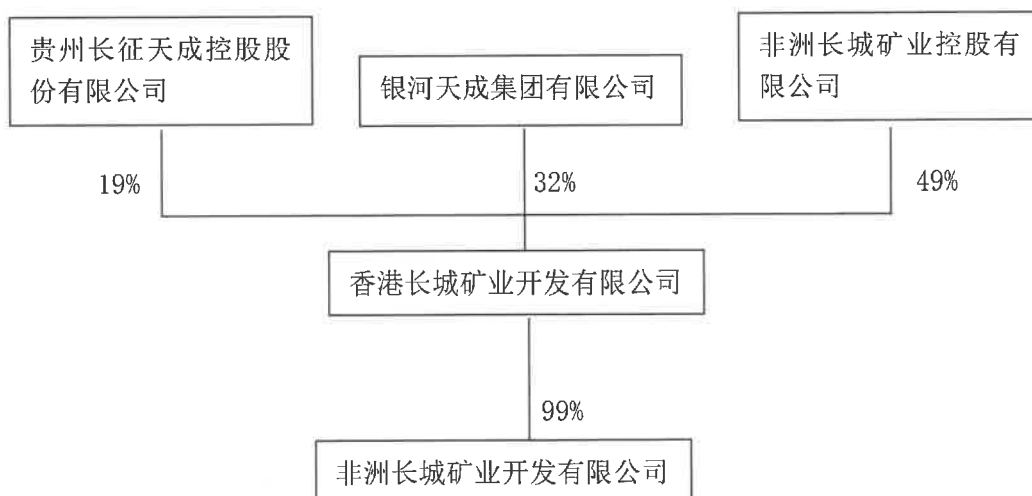 贵州长征天成控股股
份有限公司
银河天成集团有限公司
非洲长城矿业控股有
限公司
19%
32%
49%
香港长城矿业开发有限公司
99%
非洲长城矿业开发有限公司